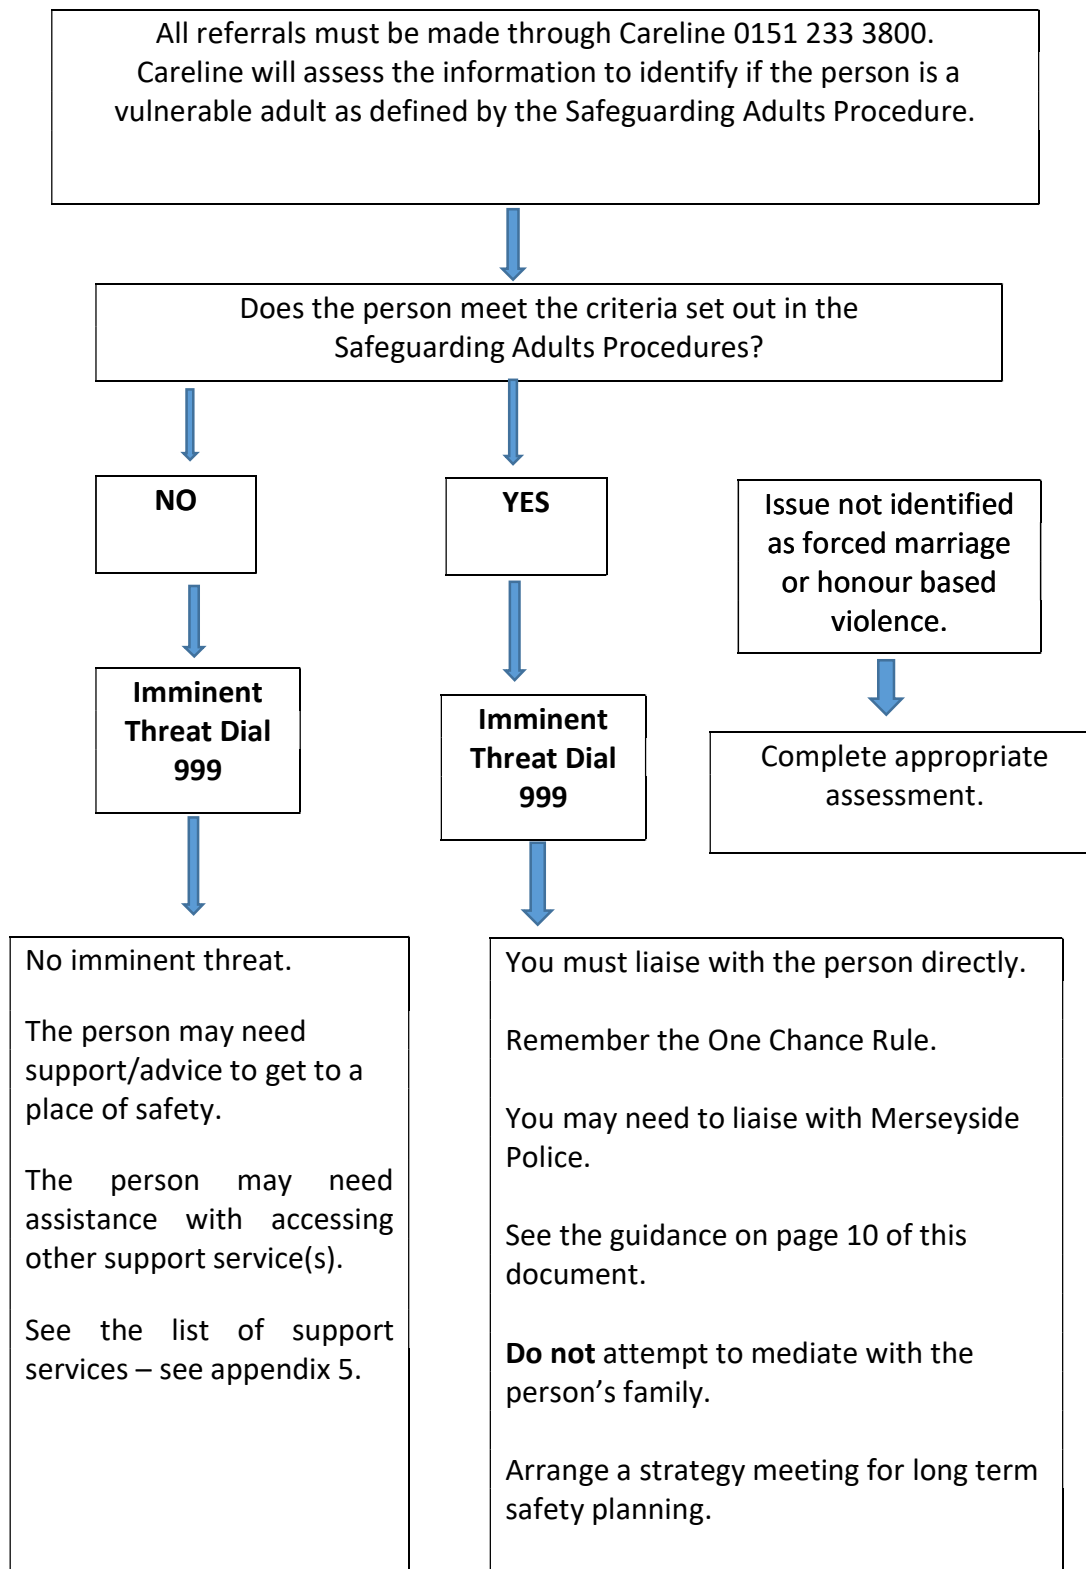 All referrals must be made through Careline 0151 233 3800.
Careline will assess the information to identify if the person is a
vulnerable adult as defined by the Safeguarding Adults Procedure.
Does the person meet the criteria set out in the
Safeguarding Adults Procedures?
NO
YES
Issue not identified
as forced marriage
or honour based
violence.
Imminent
Threat Dial
999
Imminent
Threat Dial
999
Complete appropriate
assessment.
No imminent threat.
The person may need
support/advice to get to a
place of safety.
The person may need
assistance with accessing
other support service(s).
See the list of support
services – see appendix 5.
You must liaise with the person directly.
Remember the One Chance Rule.
You may need to liaise with Merseyside
Police.
See the guidance on page 10 of this
document.
Do not attempt to mediate with the
person’s family.
Arrange a strategy meeting for long term
safety planning.